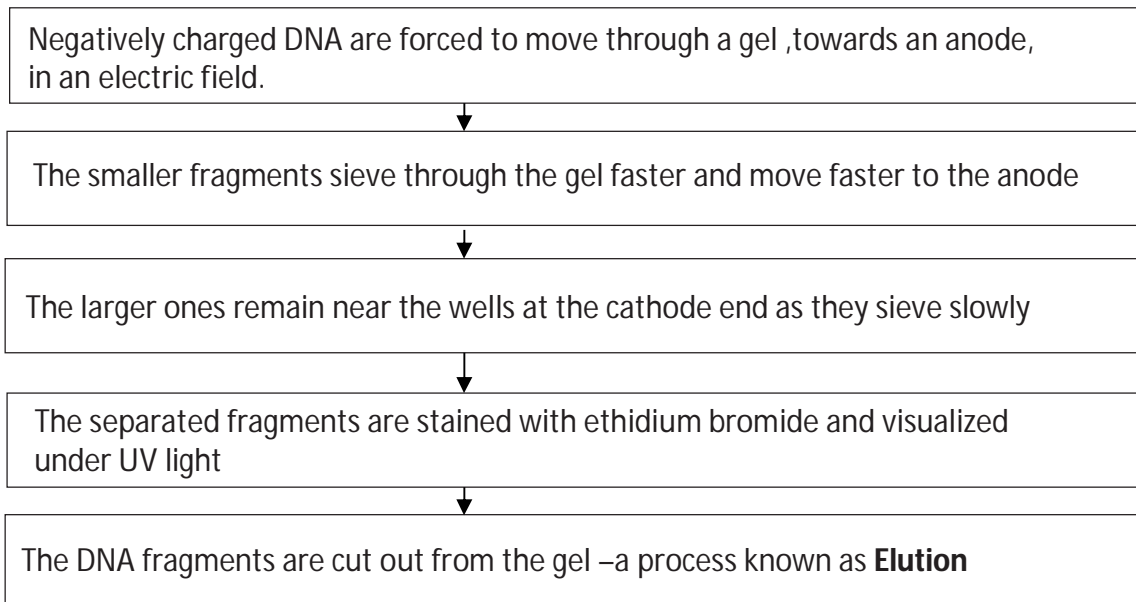 Negatively charged DNA are forced to move through a gel ,towards an anode,
in an electric field.
The smaller fragments sieve through the gel faster and move faster to the anode
The larger ones remain near the wells at the cathode end as they sieve slowly
The separated fragments are stained with ethidium bromide and visualized
under UV light
The DNA fragments are cut out from the gel –a process known as Elution